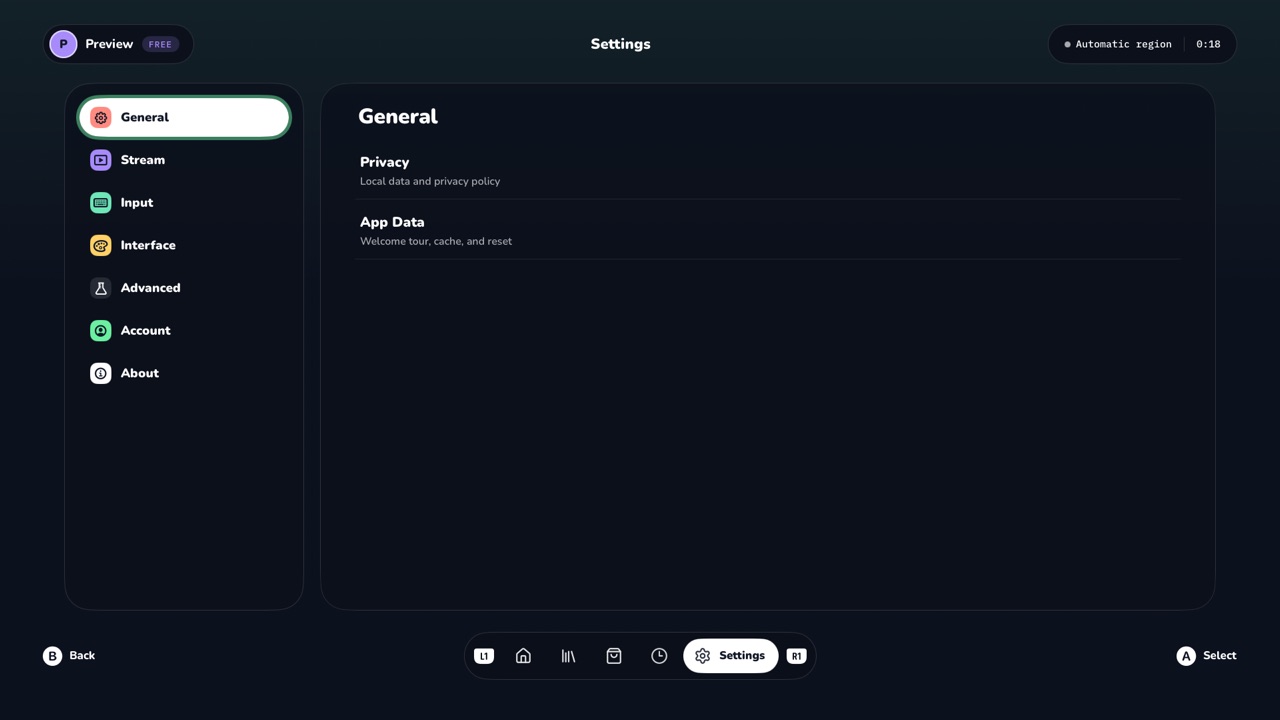 P Preview FREE
Settings
Automatic region 0:18
General
Stream
Input
Interface
Advanced
Account
About
General
Privacy
Local data and privacy policy
App Data
Welcome tour, cache, and reset
B Back
L1 Settings R1
A Select